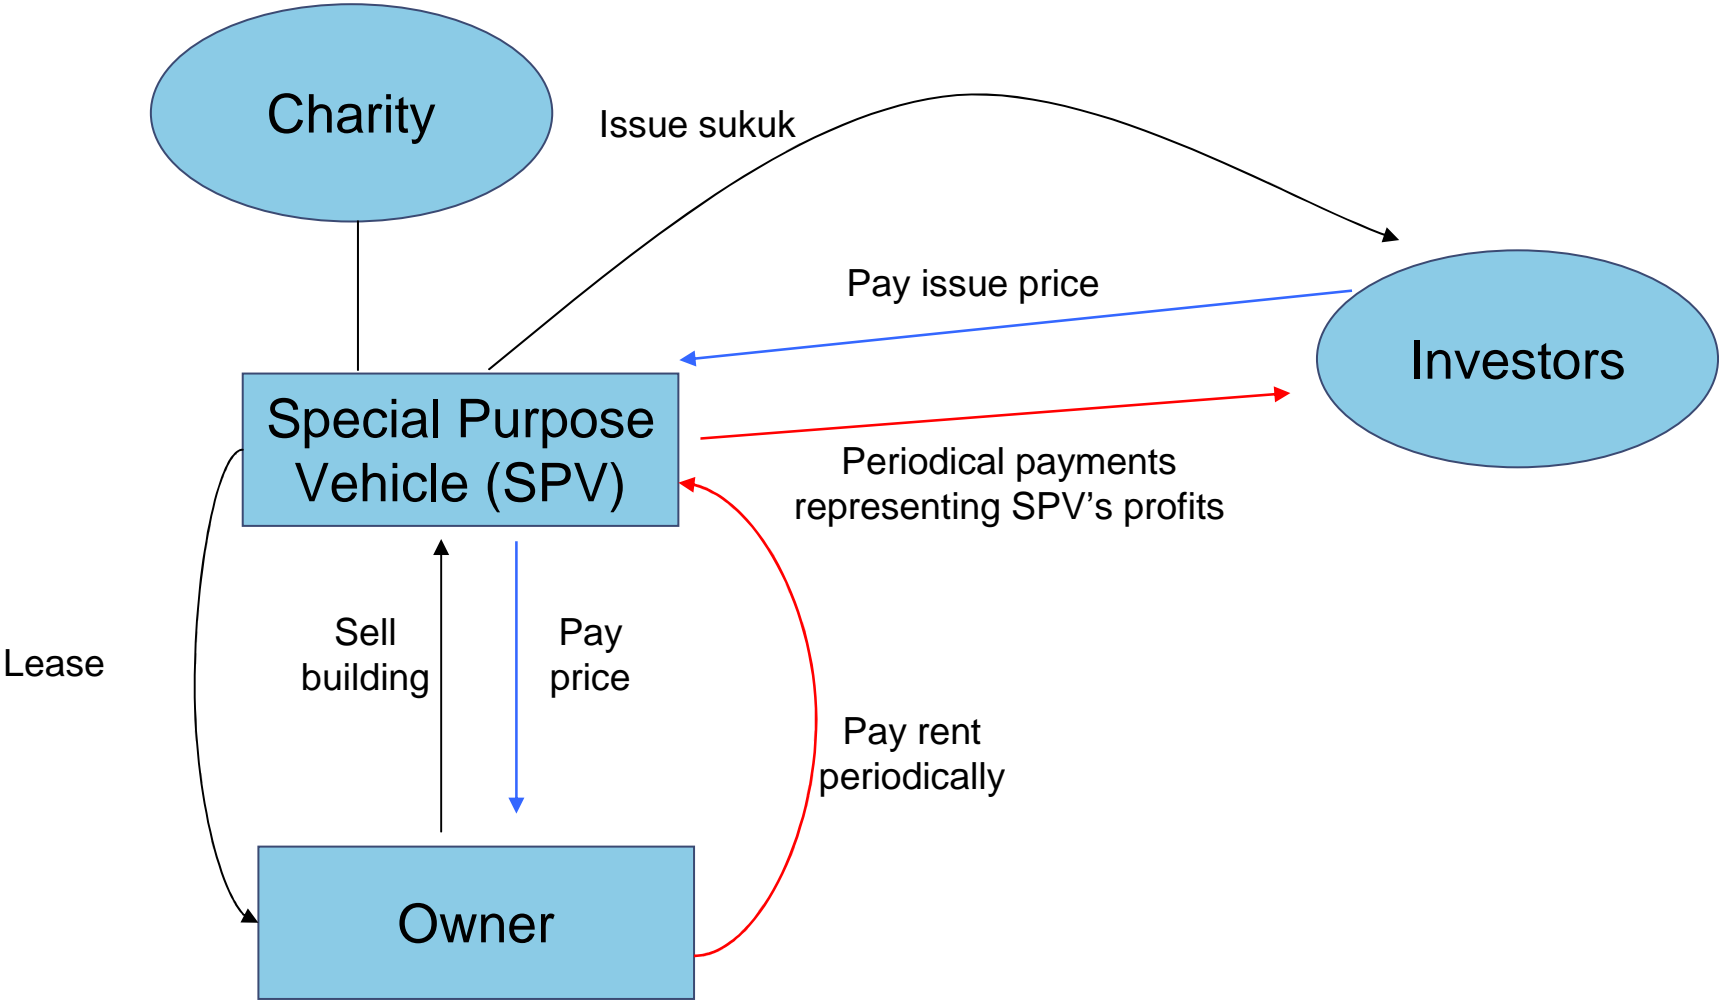 Charity
Issue sukuk
Pay issue price
Investors
Special Purpose
Vehicle (SPV)
Periodical payments
representing SPV’s profits
Lease
Sell
building
Pay
price
Pay rent
periodically
Owner